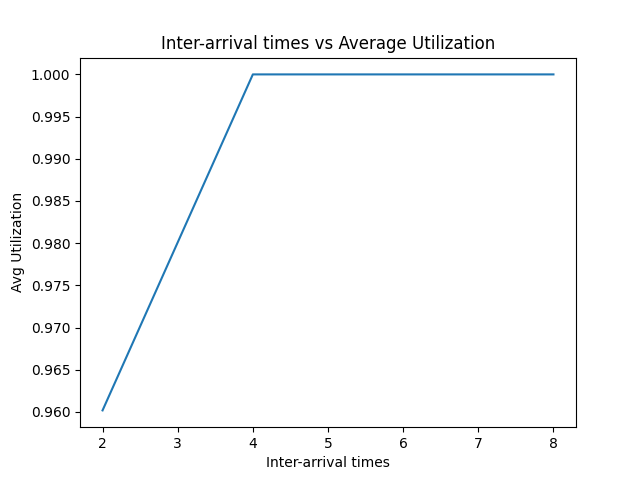 Inter-arrival times vs Average Utilization
1.000
0.995
0.990
0.985
0.980
0.975
0.970
0.965
0.960
Avg Utilization
2 3 4 5 6 7 8
Inter-arrival times